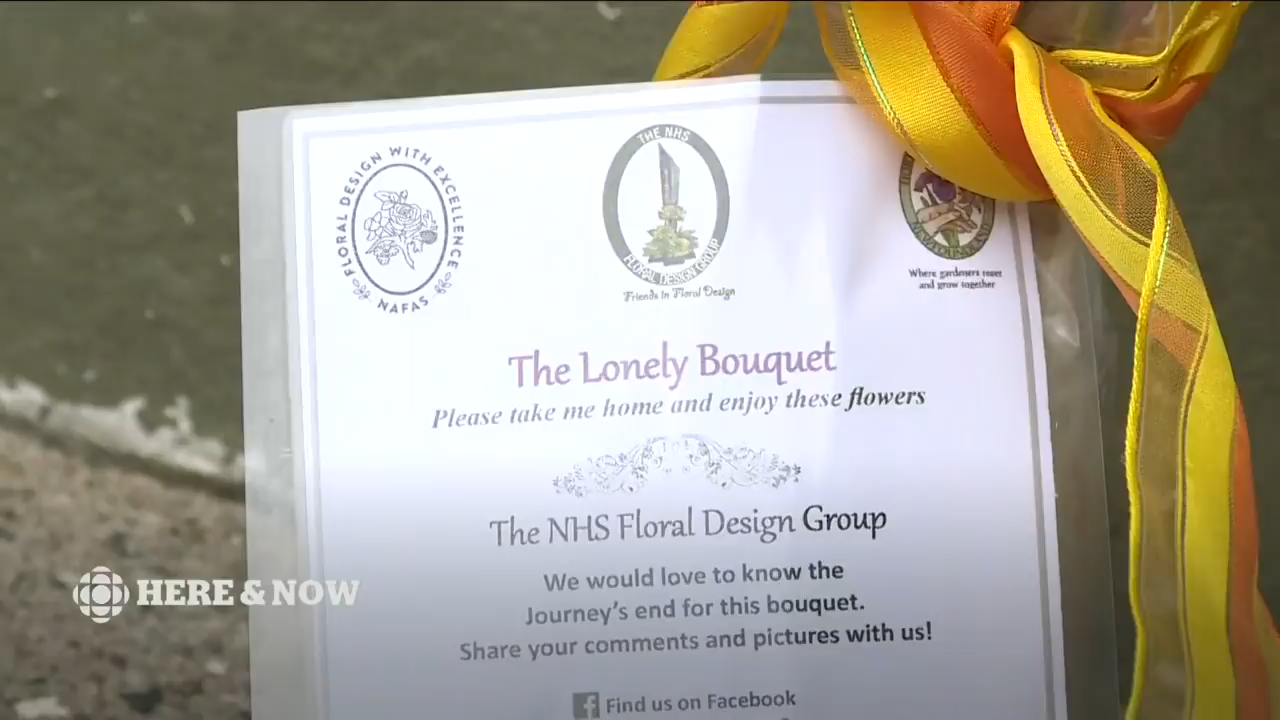 FLORAL DESIGN WITH EXCELLENCE
NAFAS
THE NHS
FLORAL DESIGN GROUP
Friends in Floral Design
Where gardeners meet
and grow together
The Lonely Bouquet
Please take me home and enjoy these flowers
The NHS Floral Design Group
We would love to know the
Journey's end for this bouquet.
Share your comments and pictures with us!
Find us on Facebook
HERE & NOW